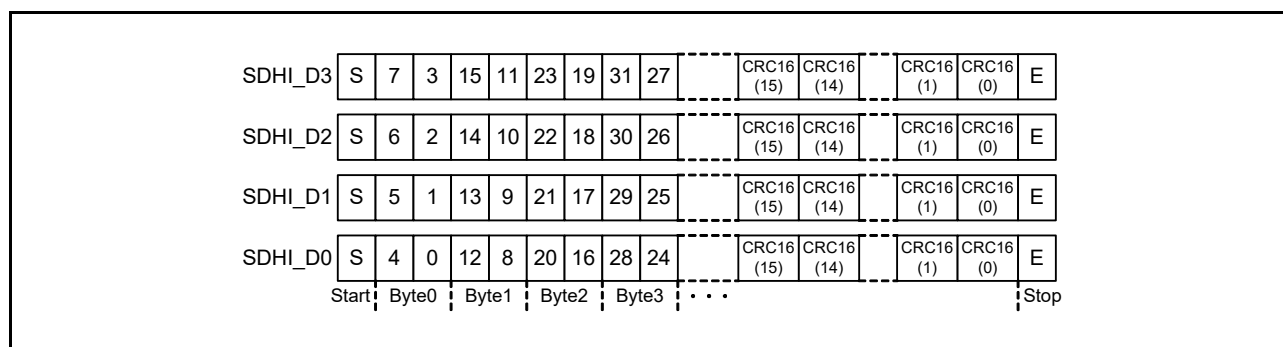 SDHI_D3 S 7 3 15 11 23 19 31 27 CRC16 (15) CRC16 (14) CRC16 (1) CRC16 (0) E
SDHI_D2 S 6 2 14 10 22 18 30 26 CRC16 (15) CRC16 (14) CRC16 (1) CRC16 (0) E
SDHI_D1 S 5 1 13 9 21 17 29 25 CRC16 (15) CRC16 (14) CRC16 (1) CRC16 (0) E
SDHI_D0 S 4 0 12 8 20 16 28 24 CRC16 (15) CRC16 (14) CRC16 (1) CRC16 (0) E
Start Byte0 Byte1 Byte2 Byte3 · · · Stop